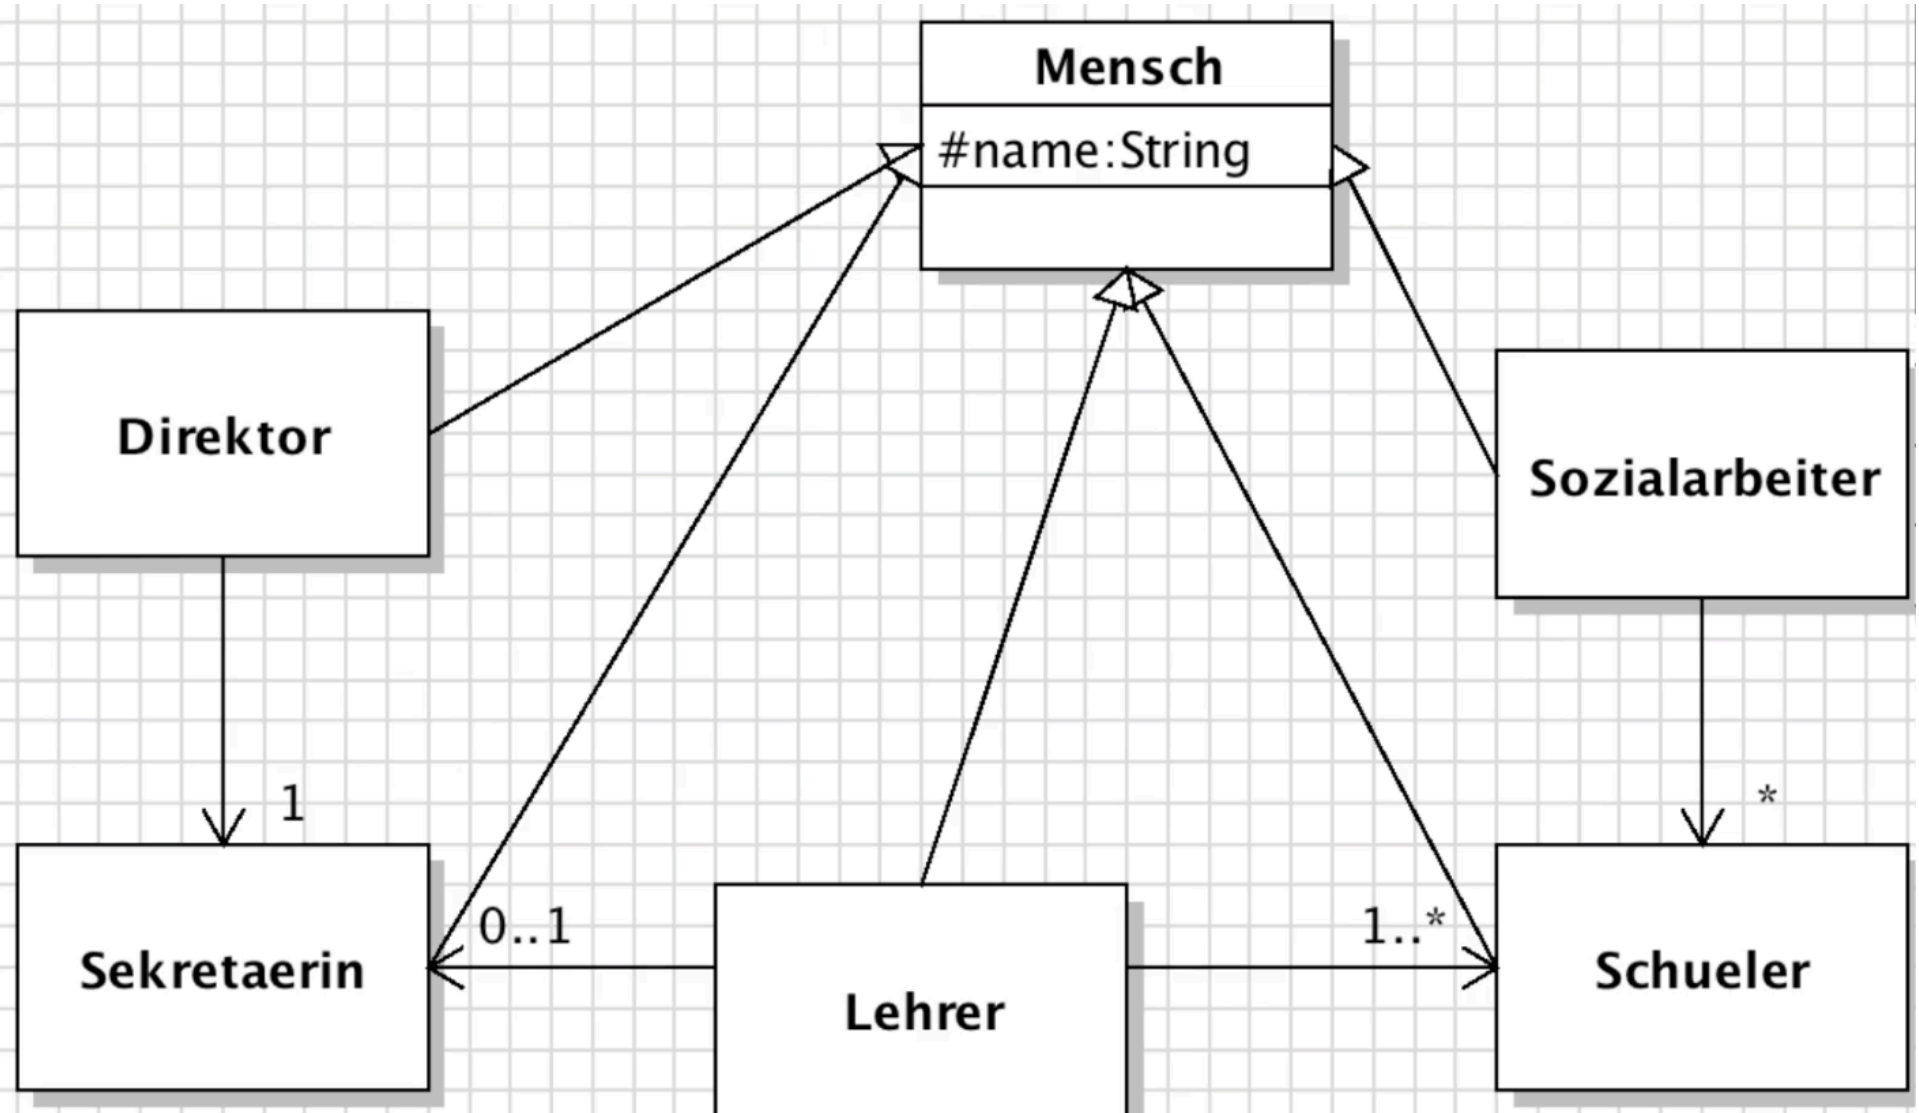 Mensch
#name:String
Direktor
Sozialarbeiter
1
*
0..1
1..*
Sekretaerin
Lehrer
Schueler